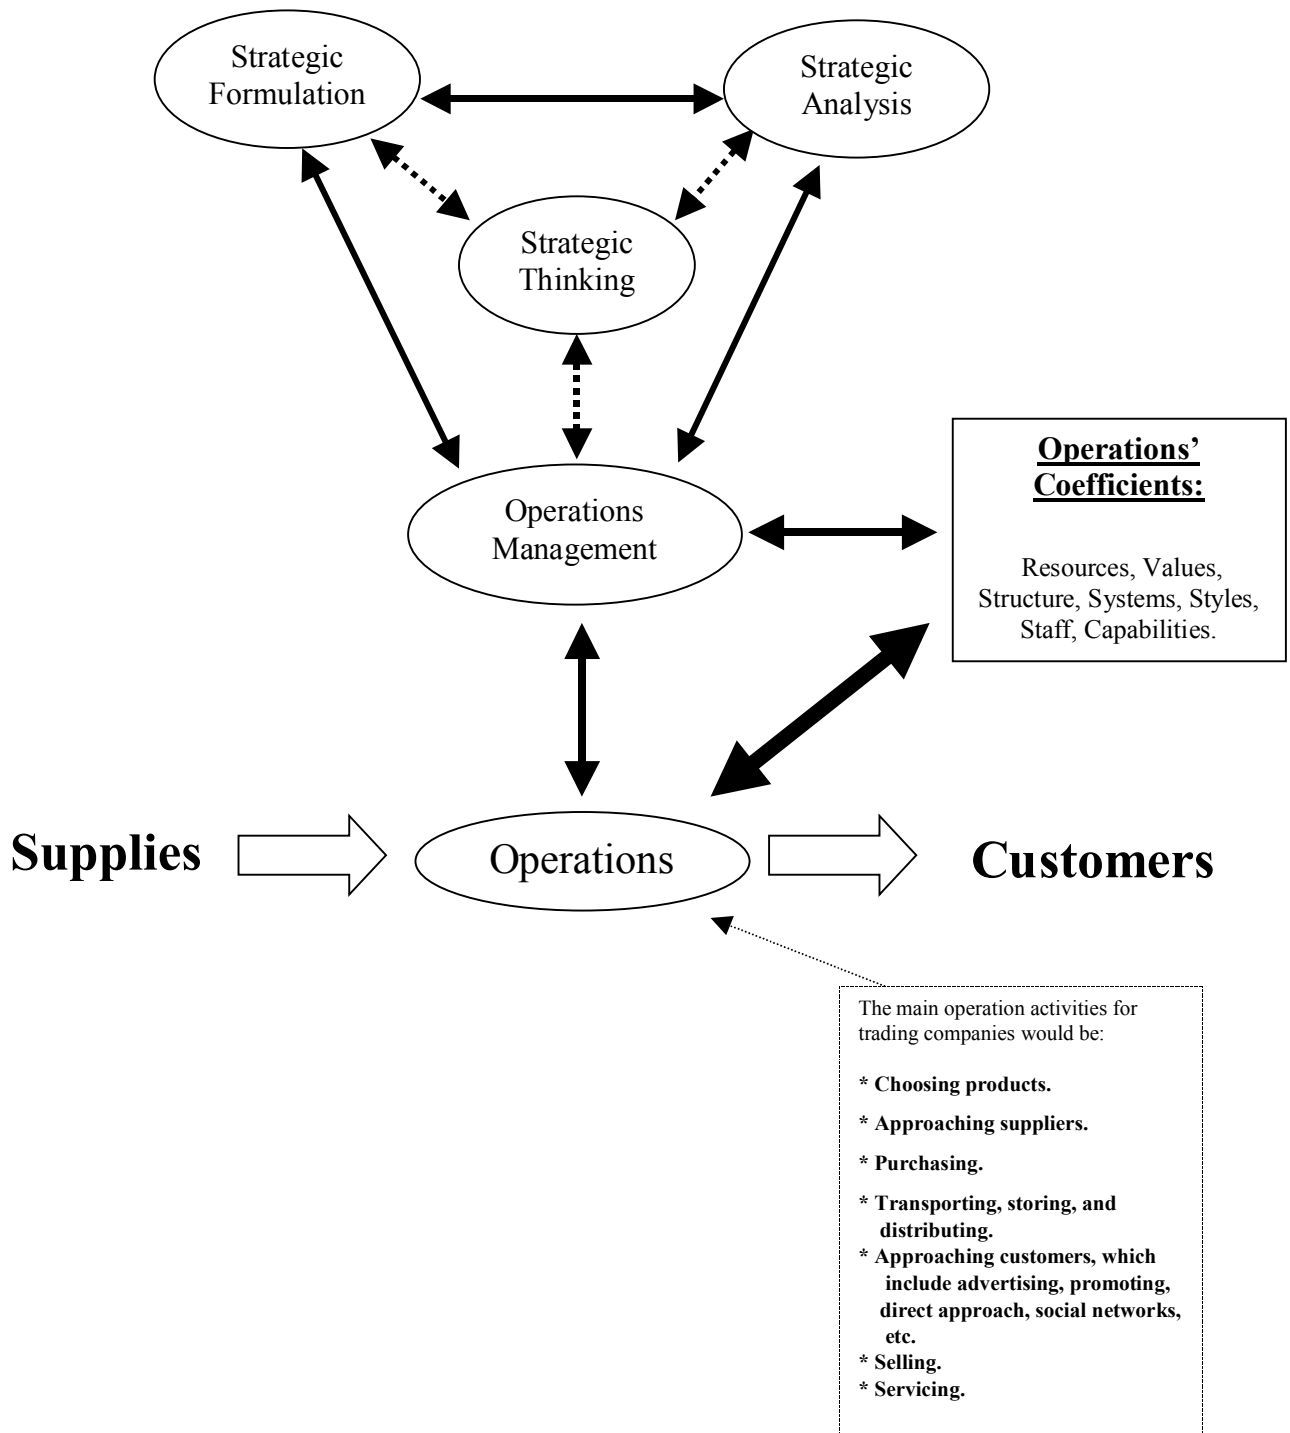 Strategic
Formulation
Strategic
Analysis
Strategic
Thinking
Operations
Management
Operations’
Coefficients:
Resources, Values,
Structure, Systems, Styles,
Staff, Capabilities.
Supplies
Operations
Customers
The main operation activities for
trading companies would be:
* Choosing products.
* Approaching suppliers.
* Purchasing.
* Transporting, storing, and
distributing.
* Approaching customers, which
include advertising, promoting,
direct approach, social networks,
etc.
* Selling.
* Servicing.